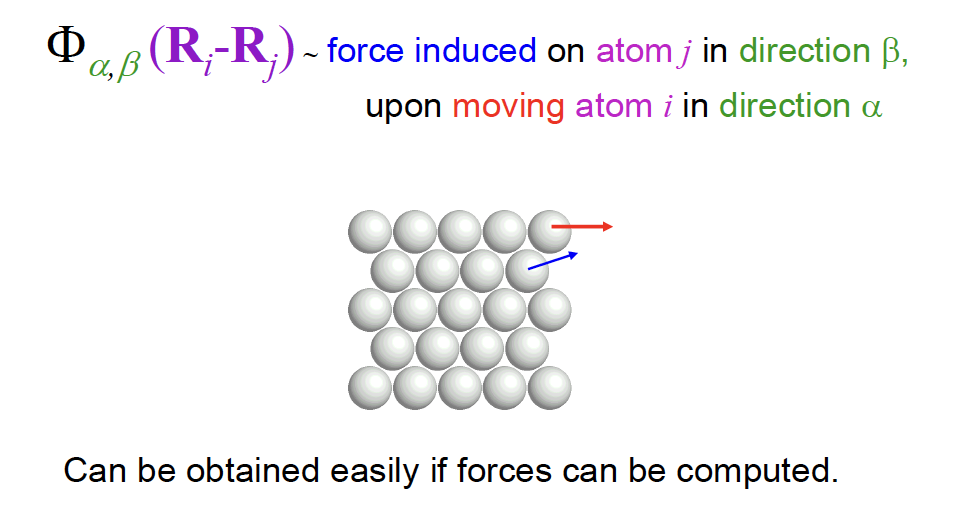 Φα,β(Ri-Rj) ~ force induced on atom j in direction β,
upon moving atom i in direction α
Can be obtained easily if forces can be computed.